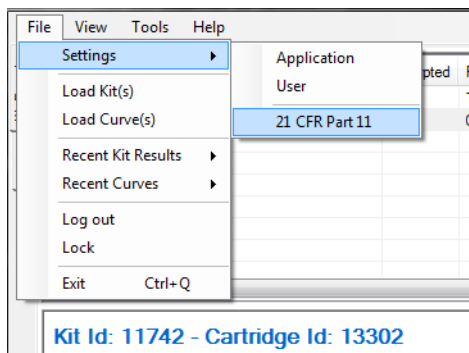 File View Tools Help
Settings
Application
User
21 CFR Part 11
Load Kit(s)
Load Curve(s)
Recent Kit Results
Recent Curves
Log out
Lock
Exit Ctrl+Q
Kit Id: 11742 - Cartridge Id: 13302